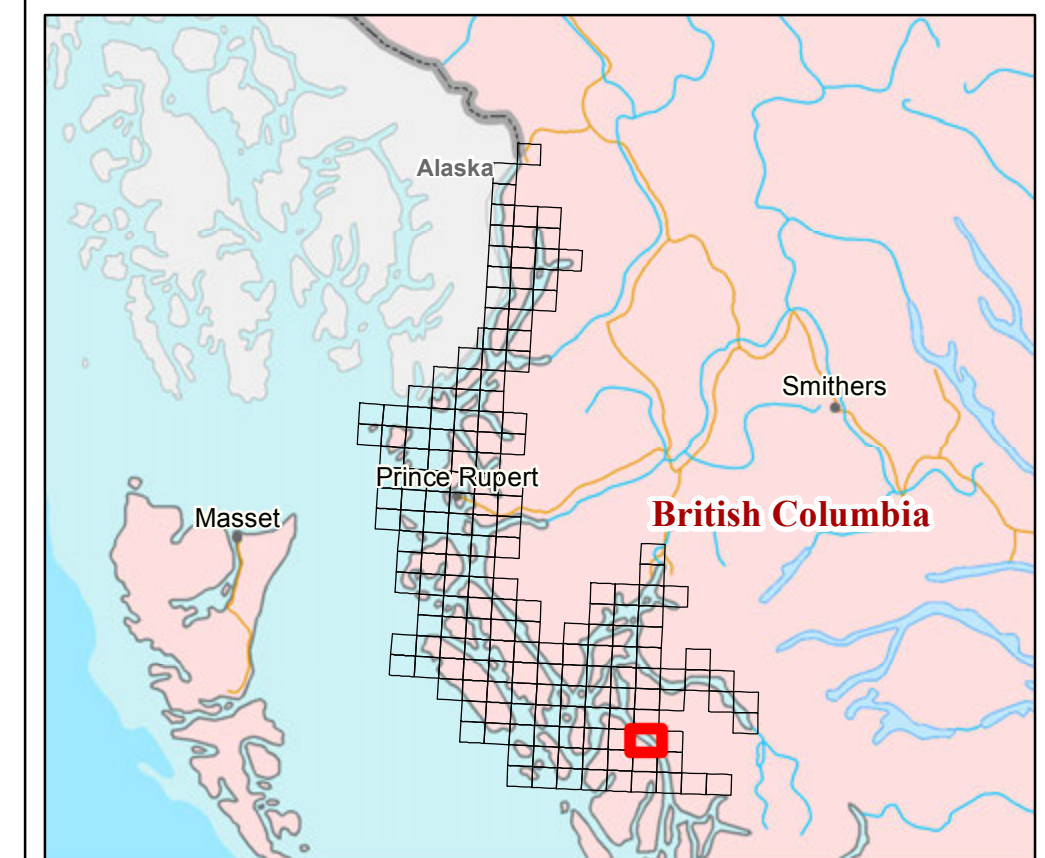 Alaska
Smithers
Prince Rupert
Masset
British Columbia